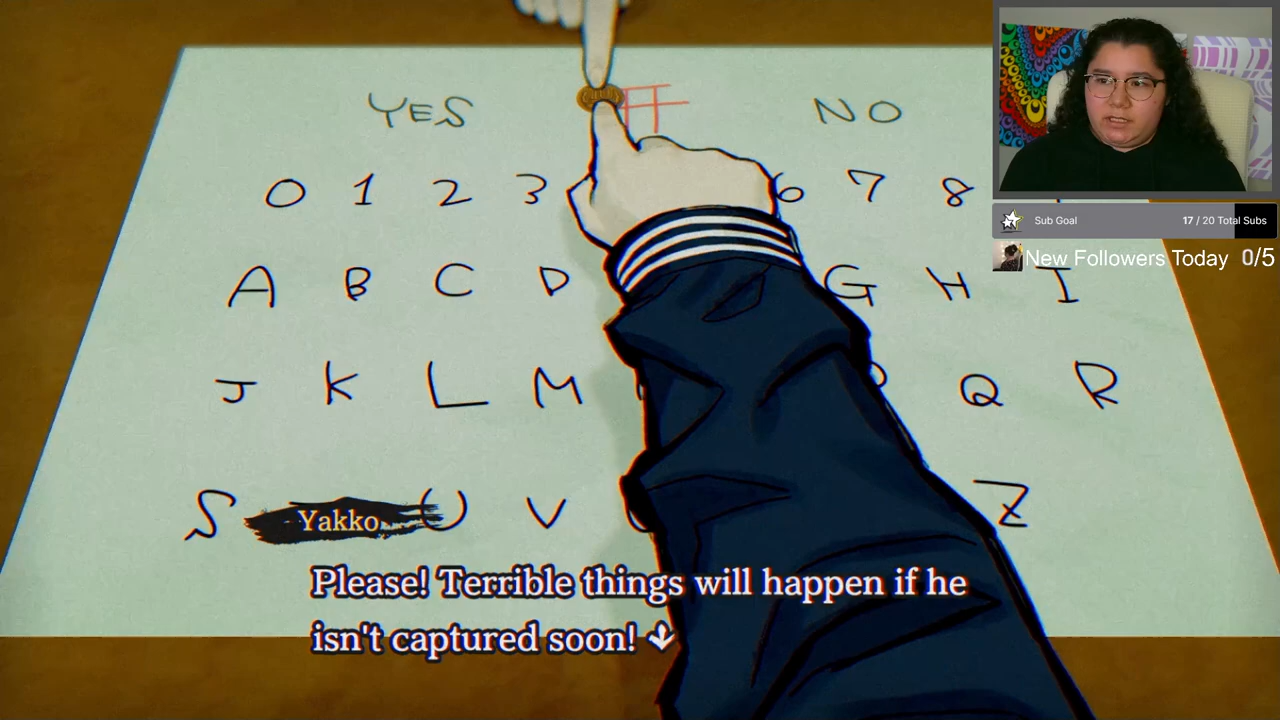 YES NO
0 1 2 3 6 7 8
A B C D G H I
J K L M Q R
S U V Z
Yakko
Please! Terrible things will happen if he
isn't captured soon!
Sub Goal 17 / 20 Total Subs
New Followers Today 0/5